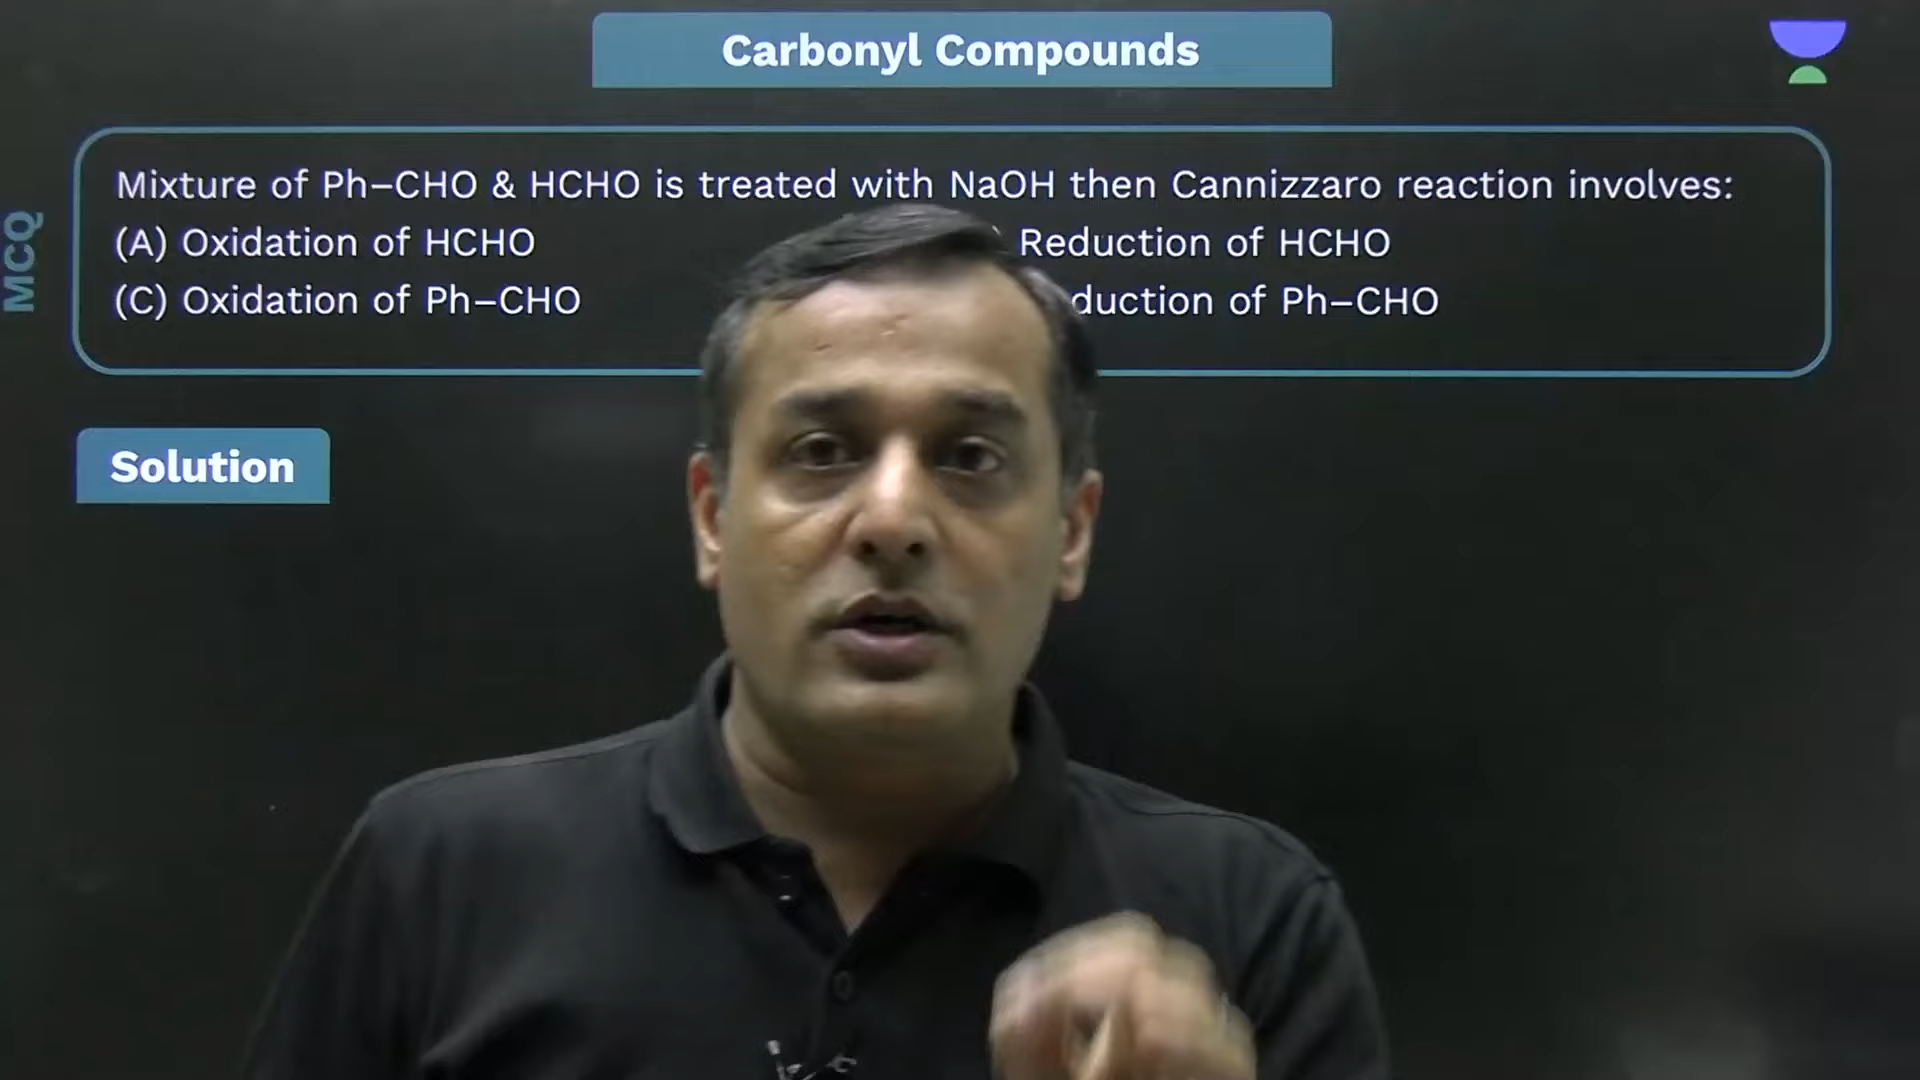 Carbonyl Compounds
MCQ
Mixture of Ph–CHO & HCHO is treated with NaOH then Cannizzaro reaction involves:
(A) Oxidation of HCHO Reduction of HCHO
(C) Oxidation of Ph–CHO duction of Ph–CHO
Solution